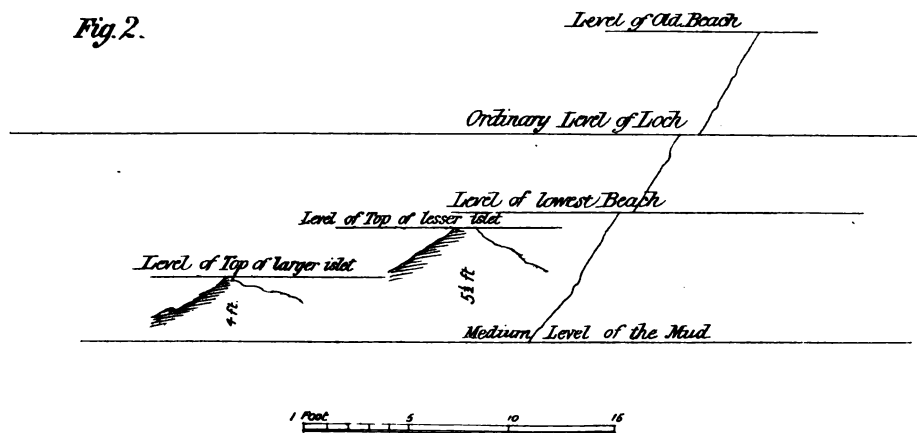 Fig. 2.
Level of Old Beach
Ordinary Level of Loch
Level of lowest Beach
Level of Top of lesser islet
Level of Top of larger islet
5½ ft
4 ft.
Medium Level of the Mud
1 Foot 5 10 15